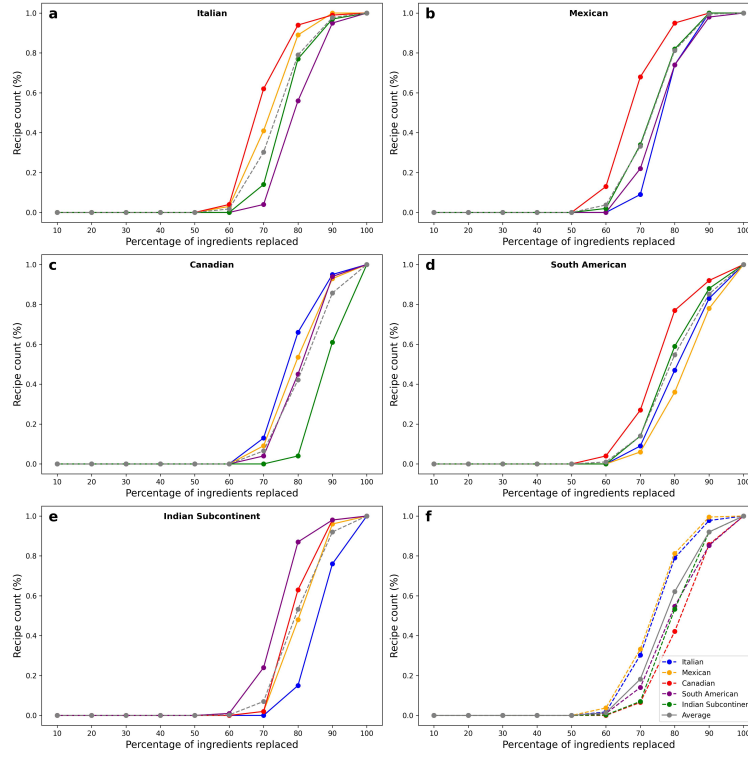 a
Italian
Recipe count (%)
1.0
0.8
0.6
0.4
0.2
0.0
10 20 30 40 50 60 70 80 90 100
Percentage of ingredients replaced
b
Mexican
Recipe count (%)
1.0
0.8
0.6
0.4
0.2
0.0
10 20 30 40 50 60 70 80 90 100
Percentage of ingredients replaced
c
Canadian
Recipe count (%)
1.0
0.8
0.6
0.4
0.2
0.0
10 20 30 40 50 60 70 80 90 100
Percentage of ingredients replaced
d
South American
Recipe count (%)
1.0
0.8
0.6
0.4
0.2
0.0
10 20 30 40 50 60 70 80 90 100
Percentage of ingredients replaced
e
Indian Subcontinent
Recipe count (%)
1.0
0.8
0.6
0.4
0.2
0.0
10 20 30 40 50 60 70 80 90 100
Percentage of ingredients replaced
f
Recipe count (%)
1.0
0.8
0.6
0.4
0.2
0.0
Italian
Mexican
Canadian
South American
Indian Subcontinent
Average
10 20 30 40 50 60 70 80 90 100
Percentage of ingredients replaced